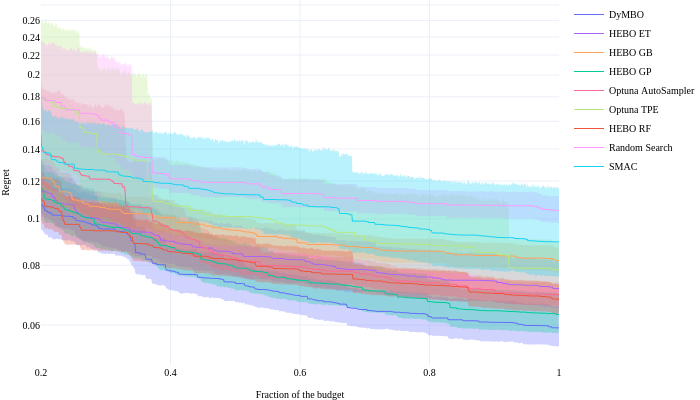 0.26
0.24
0.22
0.2
0.18
0.16
0.14
0.12
0.1
0.08
0.06
Regret
0.2
0.4
0.6
0.8
1
Fraction of the budget
DyMBO
HEBO ET
HEBO GB
HEBO GP
Optuna AutoSampler
Optuna TPE
HEBO RF
Random Search
SMAC